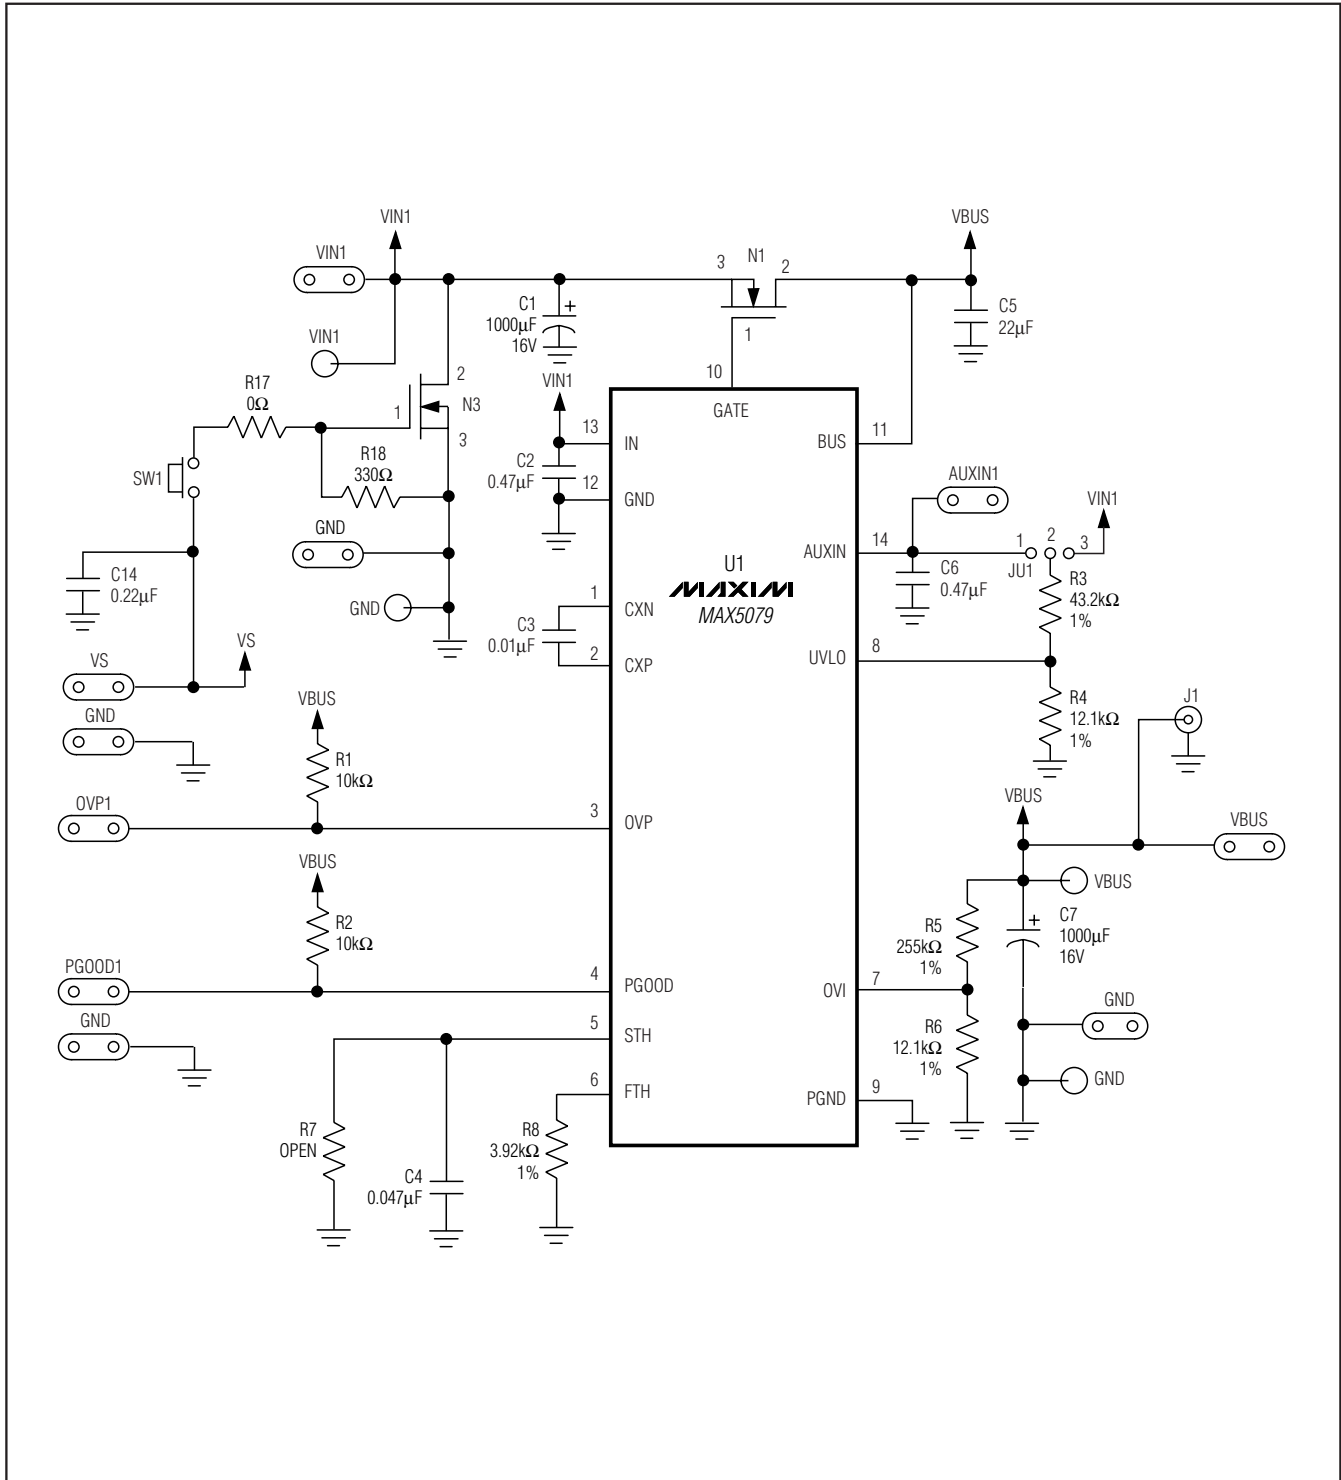 VIN1
VBUS
VIN1
3
N1
2
C1
1000μF
16V
+
1
C5
22μF
VIN1
R17
0Ω
2
1
N3
3
VIN1
10
GATE
13
IN
BUS
11
C2
0.47μF
R18
330Ω
SW1
12
GND
AUXIN1
VIN1
GND
14
AUXIN
1
2
3
JU1
C6
0.47μF
R3
43.2kΩ
1%
U1
MAXIM
MAX5079
C14
0.22μF
GND
1
CXN
C3
0.01μF
2
CXP
UVLO
8
VS
VS
GND
VBUS
R4
12.1kΩ
1%
J1
R1
10kΩ
VBUS
OVP1
3
OVP
VBUS
VBUS
VBUS
R2
10kΩ
R5
255kΩ
1%
+
C7
1000μF
16V
PGOOD1
4
PGOOD
OVI
7
GND
GND
5
STH
R6
12.1kΩ
1%
GND
6
FTH
PGND
9
R7
OPEN
C4
0.047μF
R8
3.92kΩ
1%